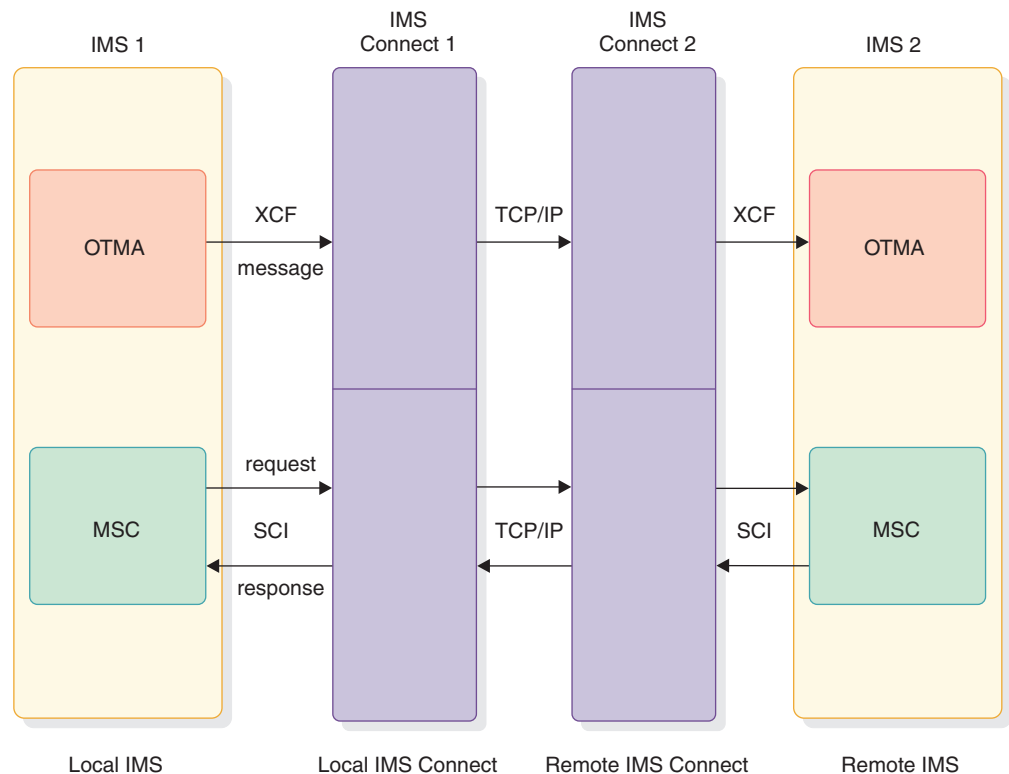 IMS 1
IMS
Connect 1
IMS
Connect 2
IMS 2
OTMA
XCF
message
TCP/IP
XCF
OTMA
MSC
request
SCI
response
TCP/IP
SCI
MSC
Local IMS
Local IMS Connect
Remote IMS Connect
Remote IMS